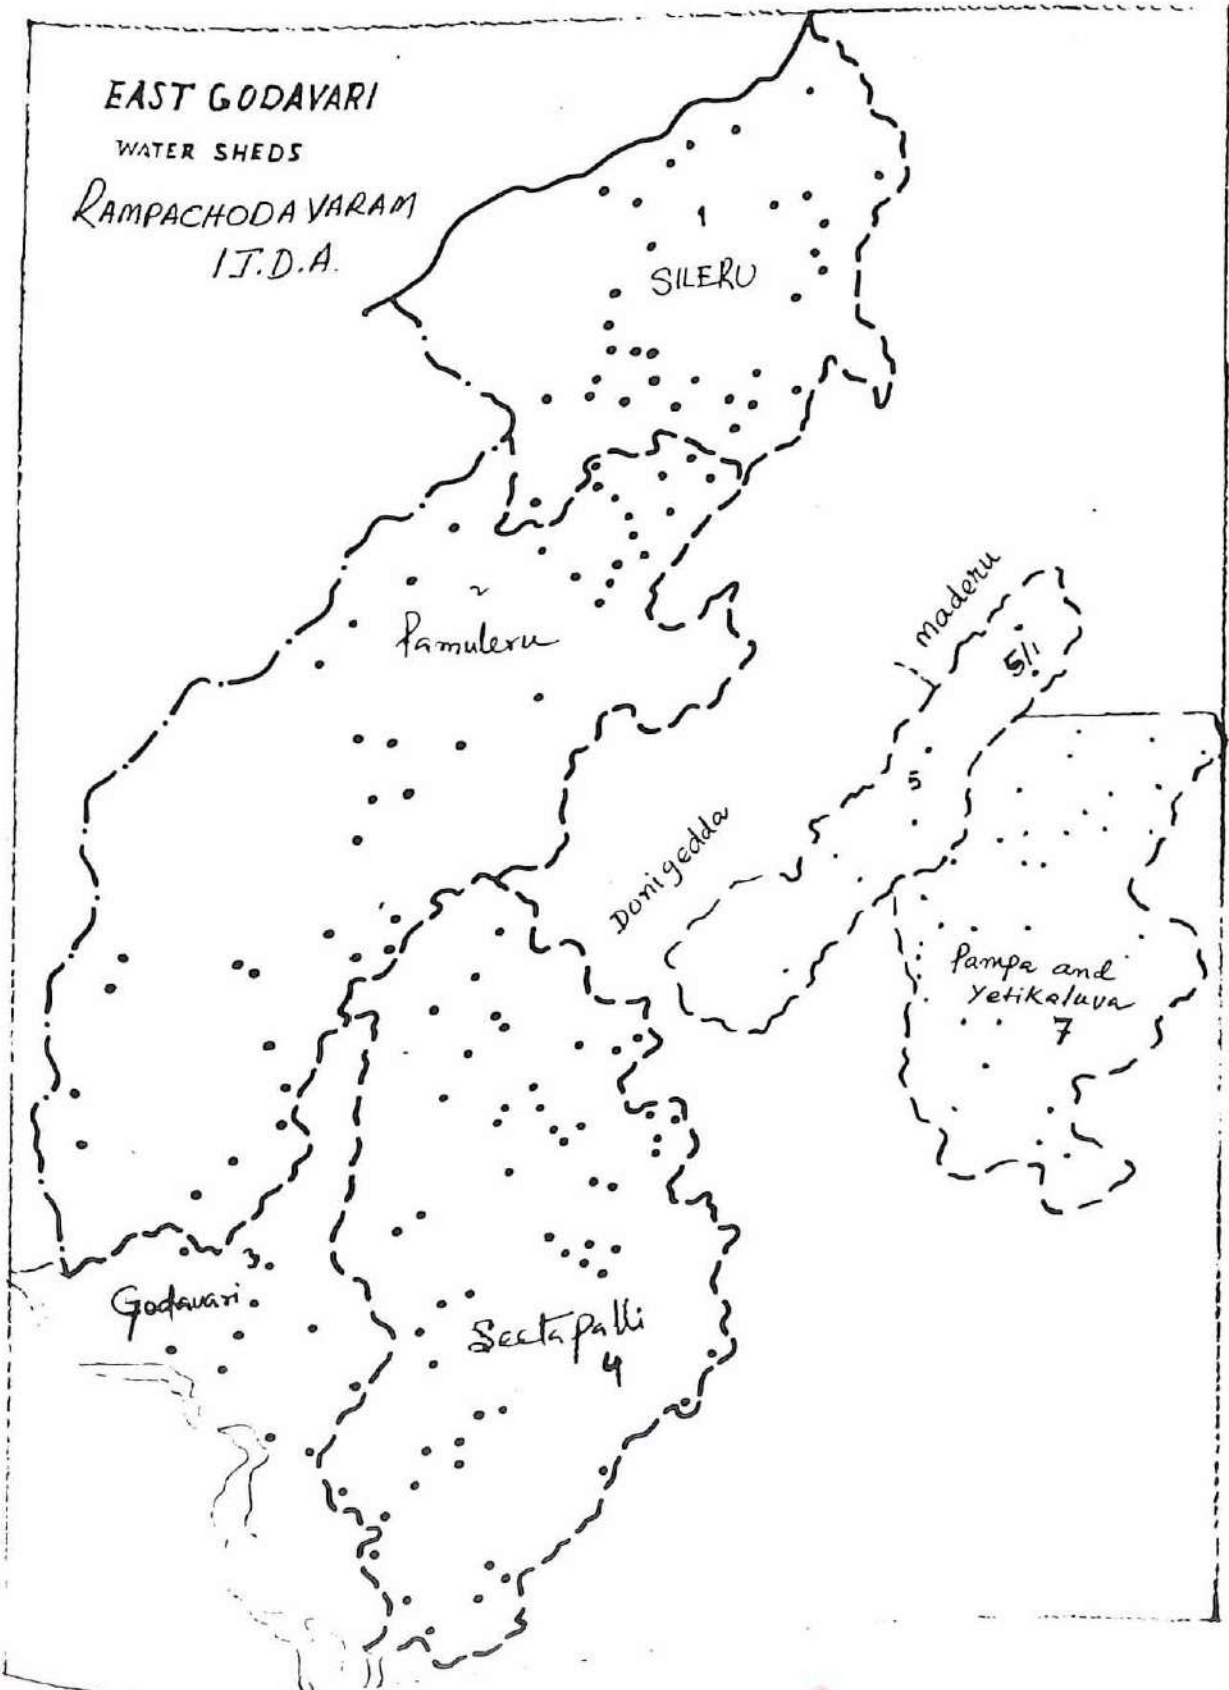 EAST GODAVARI
WATER SHEDS
RAMPACHODAVARAM
I T.D.A.
1
SILERU
2
Pamuleru
maderu
5/1
5
Donigedda
Pampa and
Yetikaluva
7
3
Godavari
Seetapalli
4